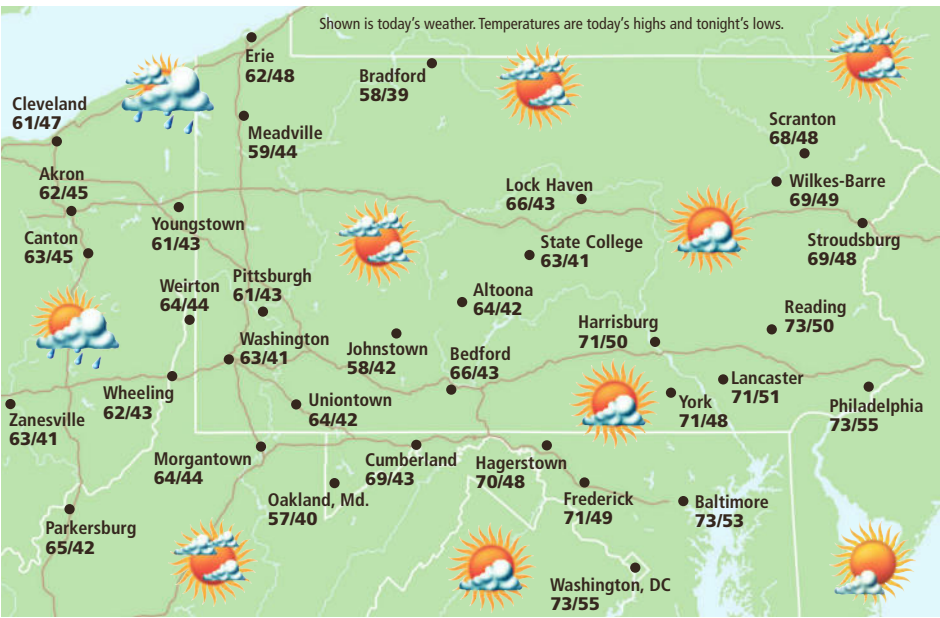 Shown is today's weather. Temperatures are today's highs and tonight's lows.
Erie
62/48
Bradford
58/39
Cleveland
61/47
Meadville
59/44
Scranton
68/48
Akron
62/45
Lock Haven
66/43
Wilkes-Barre
69/49
Youngstown
61/43
Canton
63/45
State College
63/41
Stroudsburg
69/48
Weirton
64/44
Pittsburgh
61/43
Altoona
64/42
Reading
73/50
Harrisburg
71/50
Washington
63/41
Johnstown
58/42
Bedford
66/43
Lancaster
71/51
Wheeling
62/43
Uniontown
64/42
York
71/48
Philadelphia
73/55
Zanesville
63/41
Morgantown
64/44
Cumberland
69/43
Hagerstown
70/48
Oakland, Md.
57/40
Frederick
71/49
Baltimore
73/53
Parkersburg
65/42
Washington, DC
73/55